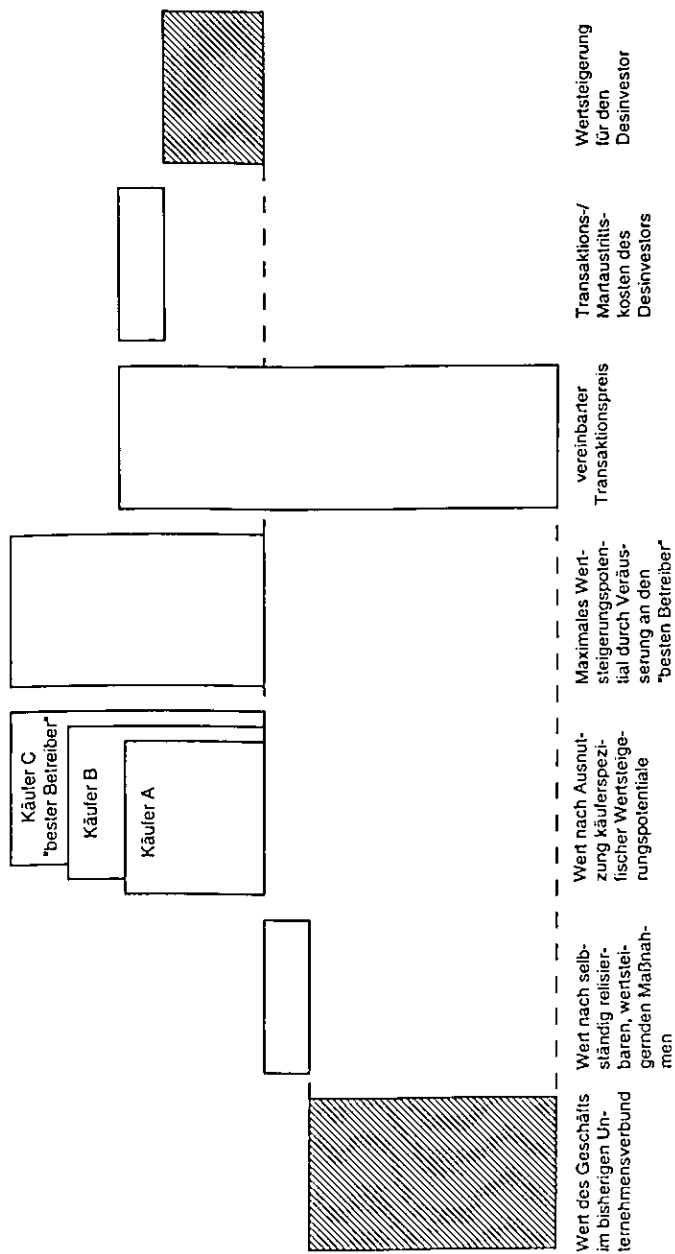 Käufer C
"bester Betreiber"
Käufer B
Käufer A
Wert des Geschäfts
im bisherigen Un-
ternehmensverbund
Wert nach selb-
ständig relisier-
baren, wertstei-
gernden Maßnah-
men
Wert nach Ausnut-
zung käuferspezi-
fischer Wertsteige-
rungspotentiale
Maximales Wert-
steigerungspoten-
tial durch Veräus-
serung an den
"besten Betreiber"
vereinbarter
Transaktionspreis
Transaktions-/
Martaustritts-
kosten des
Desinvestors
Wertsteigerung
für den
Desinvestor